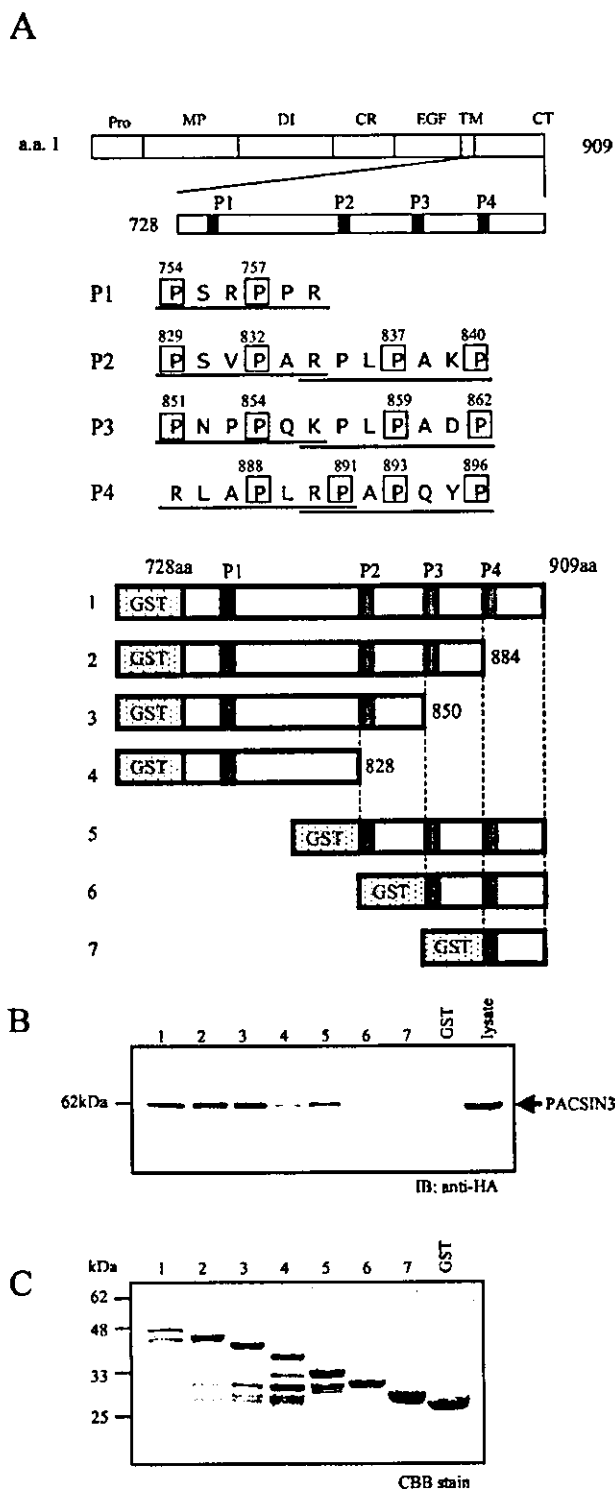 A
Pro MP DI CR EGF TM CT
a.a. 1 909
P1 P2 P3 P4
728
754 757
P1 P S R P P R
829 832 837 840
P2 P S V P A R P L P A K P
851 854 859 862
P3 P N P P Q K P L P A D P
888 891 893 896
P4 R L A P L R P A P Q Y P
728aa P1 P2 P3 P4 909aa
1 GST
2 GST 884
3 GST 850
4 GST 828
5 GST
6 GST
7 GST
B
1 2 3 4 5 6 7 GST lysate
62kDa PACSIN3
IB; anti-HA
C
kDa 1 2 3 4 5 6 7 GST
62
48
33
25
CBB stain